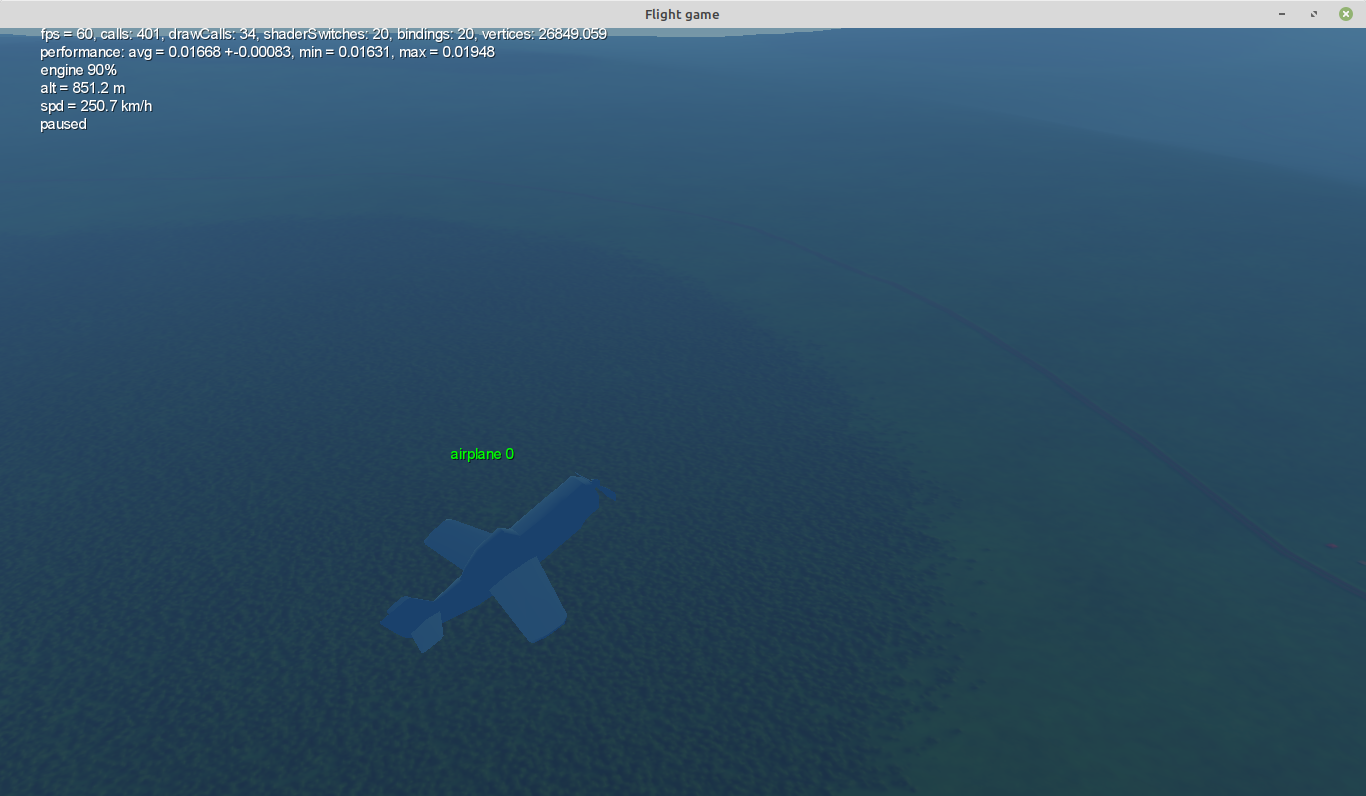 Flight game
fps = 60, calls: 401, drawCalls: 34, shaderSwitches: 20, bindings: 20, vertices: 26849.059
performance: avg = 0.01668 +-0.00083, min = 0.01631, max = 0.01948
engine 90%
alt = 851.2 m
spd = 250.7 km/h
paused
airplane 0